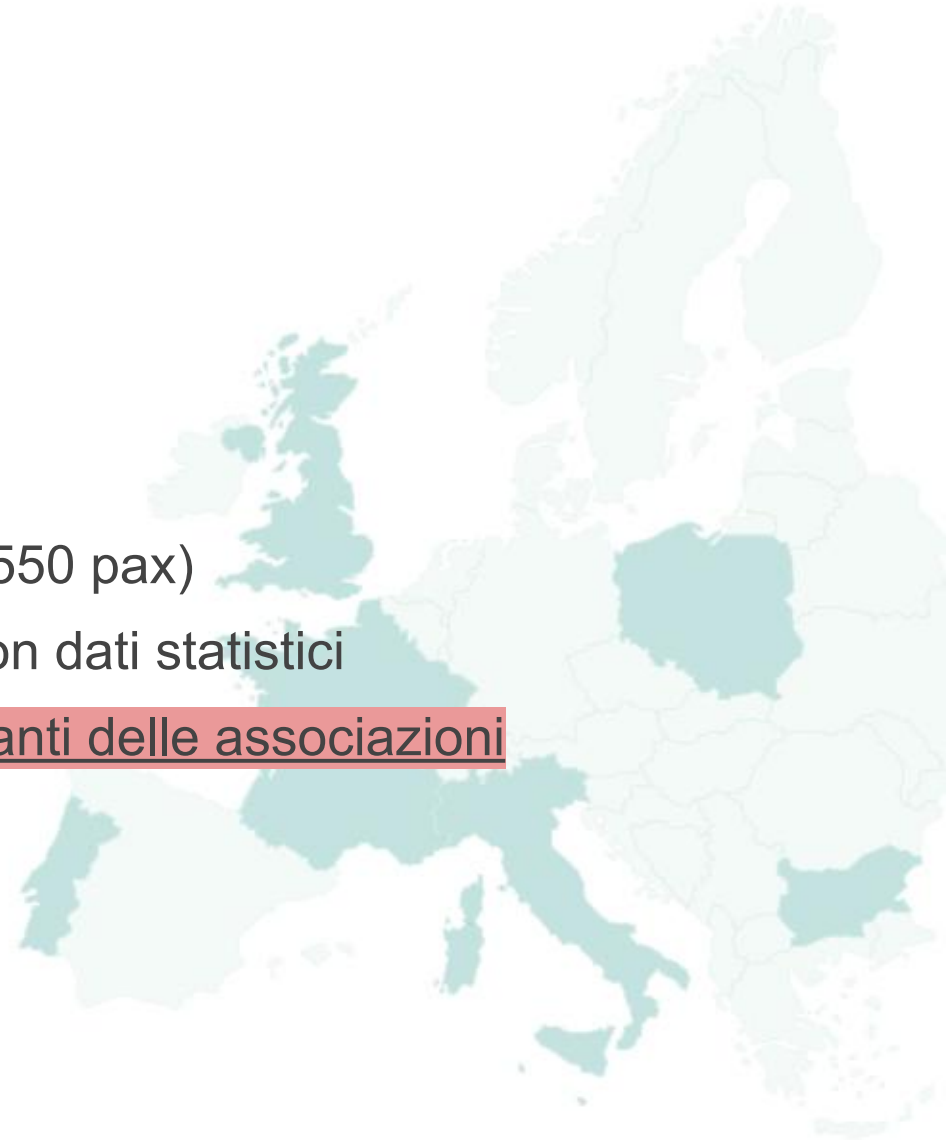 550 pax)
on dati statistici
anti delle associazioni